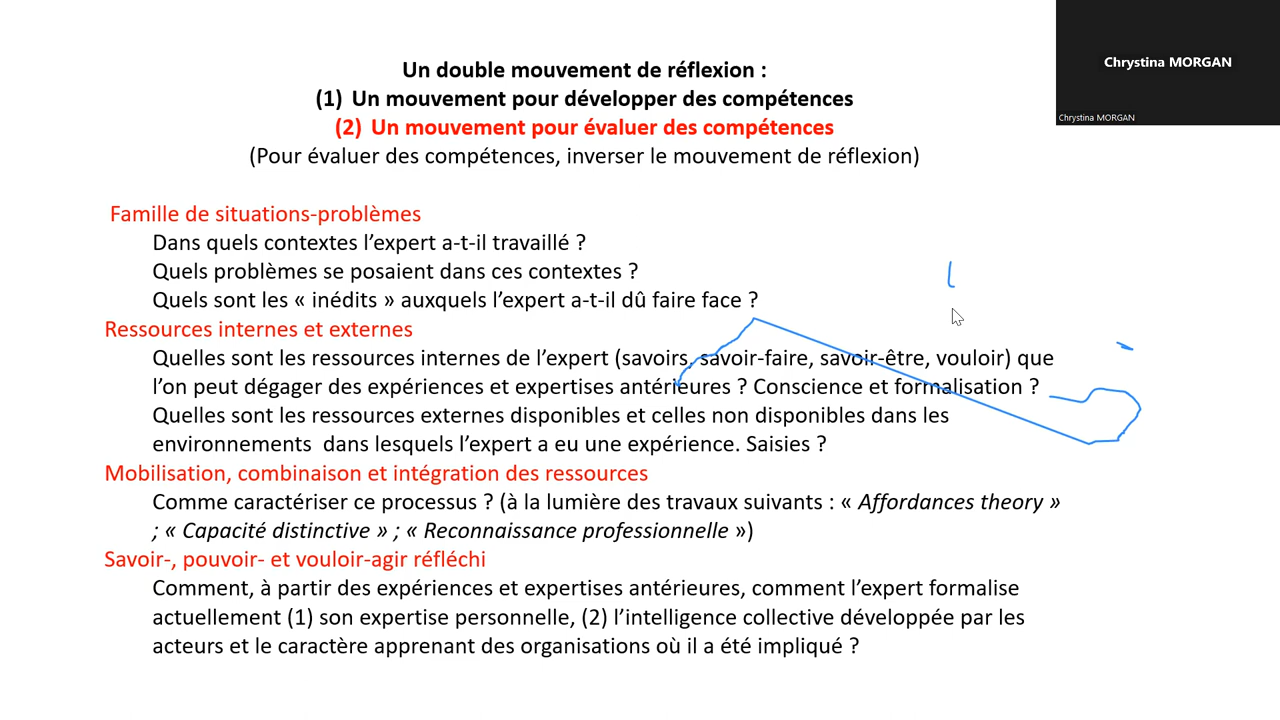 Un double mouvement de réflexion :
(1) Un mouvement pour développer des compétences
(2) Un mouvement pour évaluer des compétences
(Pour évaluer des compétences, inverser le mouvement de réflexion)
Chrystina MORGAN
Chrystina MORGAN
Famille de situations-problèmes
Dans quels contextes l’expert a-t-il travaillé ?
Quels problèmes se posaient dans ces contextes ?
Quels sont les « inédits » auxquels l’expert a-t-il dû faire face ?
Ressources internes et externes
Quelles sont les ressources internes de l’expert (savoirs, savoir-faire, savoir-être, vouloir) que
l’on peut dégager des expériences et expertises antérieures ? Conscience et formalisation ?
Quelles sont les ressources externes disponibles et celles non disponibles dans les
environnements dans lesquels l’expert a eu une expérience. Saisies ?
Mobilisation, combinaison et intégration des ressources
Comme caractériser ce processus ? (à la lumière des travaux suivants : « Affordances theory »
; « Capacité distinctive » ; « Reconnaissance professionnelle »)
Savoir-, pouvoir- et vouloir-agir réfléchi
Comment, à partir des expériences et expertises antérieures, comment l’expert formalise
actuellement (1) son expertise personnelle, (2) l’intelligence collective développée par les
acteurs et le caractère apprenant des organisations où il a été impliqué ?